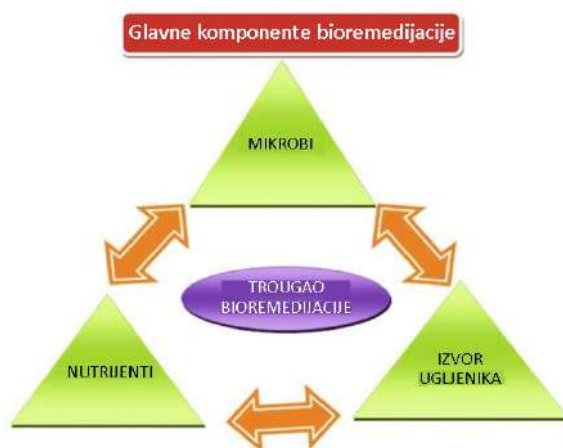 Glavne komponente bioremedijacije
MIKROBI
TROUGAO
BIOREMEDIJACIJE
NUTRIJENTI
IZVOR
UGLJENIKA